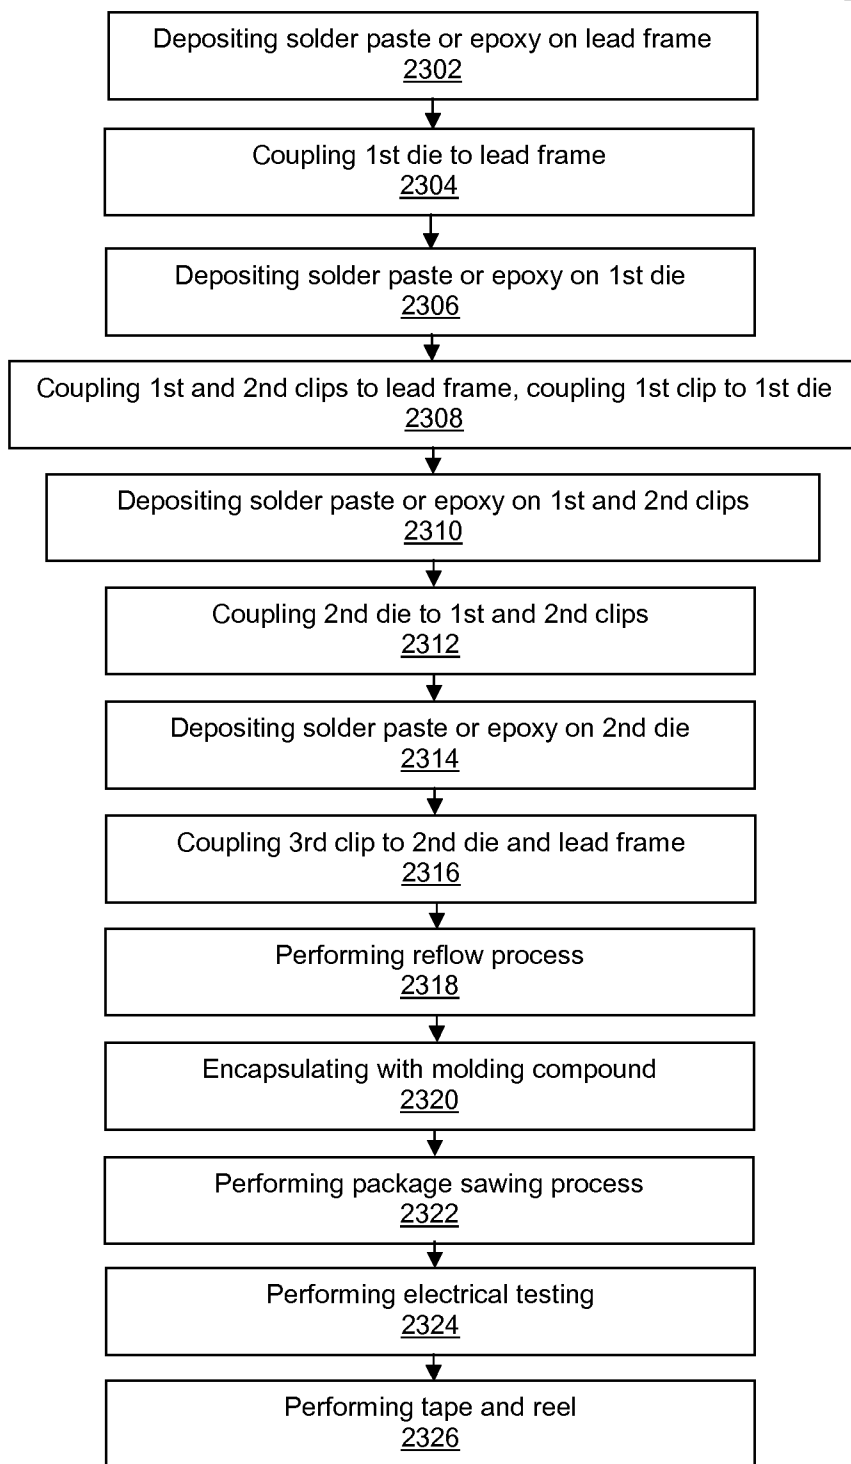 Depositing solder paste or epoxy on lead frame
2302
Coupling 1st die to lead frame
2304
Depositing solder paste or epoxy on 1st die
2306
Coupling 1st and 2nd clips to lead frame, coupling 1st clip to 1st die
2308
Depositing solder paste or epoxy on 1st and 2nd clips
2310
Coupling 2nd die to 1st and 2nd clips
2312
Depositing solder paste or epoxy on 2nd die
2314
Coupling 3rd clip to 2nd die and lead frame
2316
Performing reflow process
2318
Encapsulating with molding compound
2320
Performing package sawing process
2322
Performing electrical testing
2324
Performing tape and reel
2326